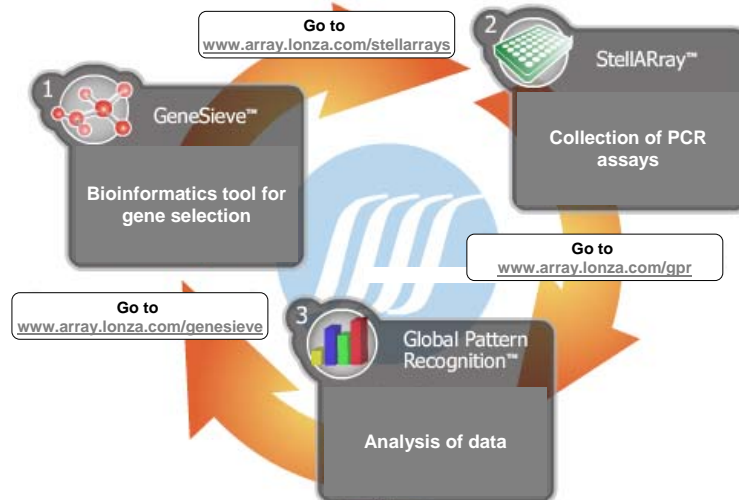 Go to
www.array.lonza.com/stellarrays
1
GeneSieve™
Bioinformatics tool for
gene selection
2
StellARray™
Collection of PCR
assays
Go to
www.array.lonza.com/gpr
Go to
www.array.lonza.com/genesieve
3
Global Pattern
Recognition™
Analysis of data